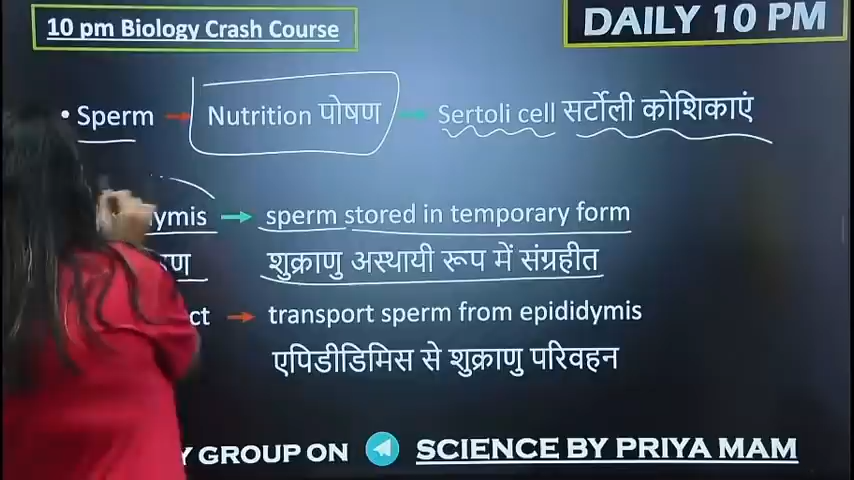 10 pm Biology Crash Course
DAILY 10 PM
• Sperm → Nutrition पोषण → Sertoli cell सर्टोली कोशिकाएं
ymis → sperm stored in temporary form
शुक्राणु अस्थायी रूप में संग्रहीत
ct → transport sperm from epididymis
एपिडीडिमिस से शुक्राणु परिवहन
Y GROUP ON SCIENCE BY PRIYA MAM